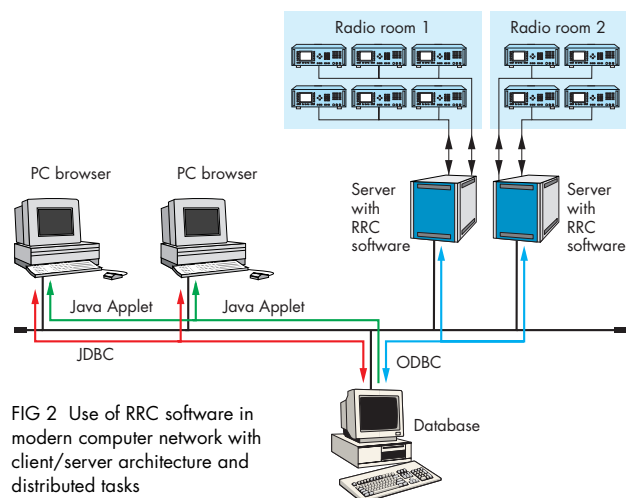 Radio room 1
Radio room 2
PC browser
PC browser
Server
with
RRC
software
Server
with
RRC
software
Java Applet
Java Applet
JDBC
ODBC
Database
FIG 2 Use of RRC software in
modern computer network with
client/server architecture and
distributed tasks